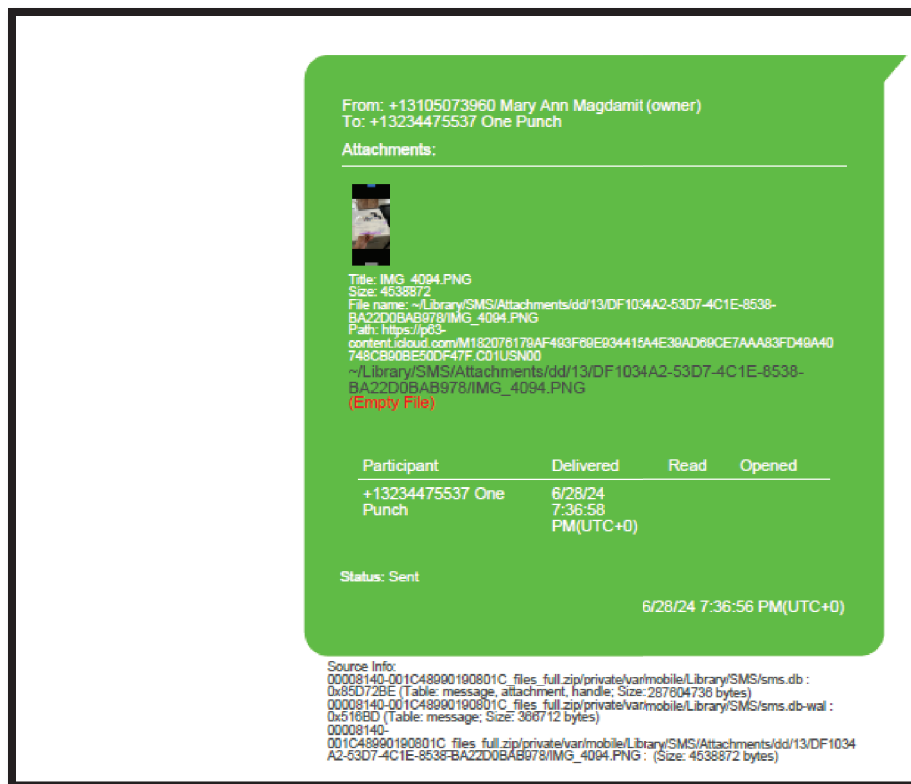 From: +13105073960 Mary Ann Magdamit (owner)
To: +13234475537 One Punch
Attachments:
Title: IMG_4094.PNG
Size: 4538872
File name: ~/Library/SMS/Attachments/dd/13/DF1034A2-53D7-4C1E-8538-
BA22D0BAB978/IMG_4094.PNG
Path: https://p63-
content.icloud.com/M182076179AF493F69E934415A4E39AD69CE7AAA83FD49A40
748CB90BE50DF47F.C01USN00
~/Library/SMS/Attachments/dd/13/DF1034A2-53D7-4C1E-8538-
BA22D0BAB978/IMG_4094.PNG
(Empty File)
Participant Delivered Read Opened
+13234475537 One 6/28/24
Punch 7:36:58
PM(UTC+0)
Status: Sent
6/28/24 7:36:56 PM(UTC+0)
Source Info:
00008140-001C48990190801C_files_full.zip/private/var/mobile/Library/SMS/sms.db :
0x85D72BE (Table: message, attachment, handle; Size: 287604736 bytes)
00008140-001C48990190801C_files_full.zip/private/var/mobile/Library/SMS/sms.db-wal :
0x516BD (Table: message; Size: 366712 bytes)
00008140-
001C48990190801C_files_full.zip/private/var/mobile/Library/SMS/Attachments/dd/13/DF1034
A2-53D7-4C1E-8538-BA22D0BAB978/IMG_4094.PNG : (Size: 4538872 bytes)